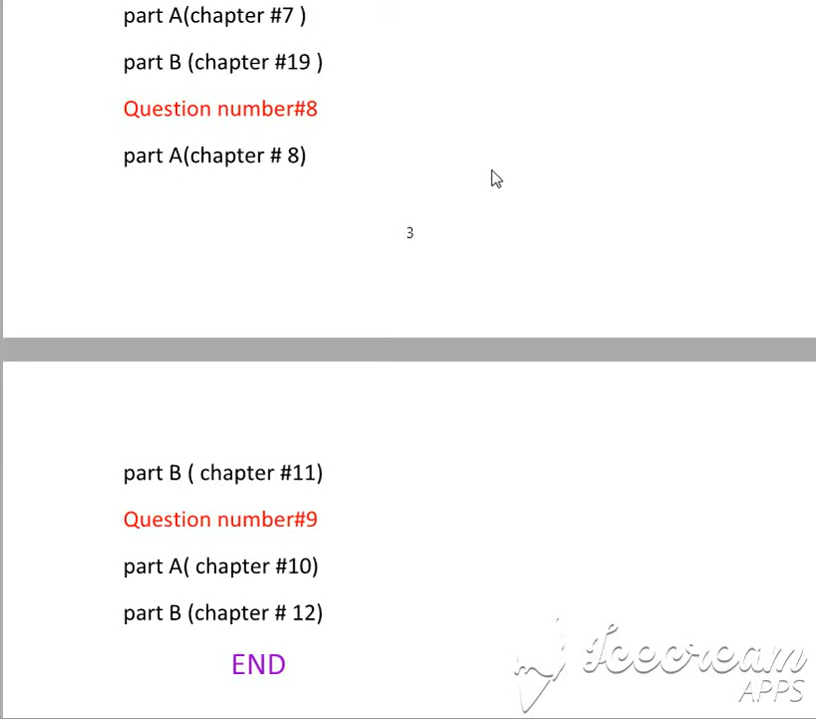 part A(chapter #7 )
part B (chapter #19 )
Question number#8
part A(chapter # 8)
3
part B ( chapter #11)
Question number#9
part A( chapter #10)
part B (chapter # 12)
END
Icecream
APPS